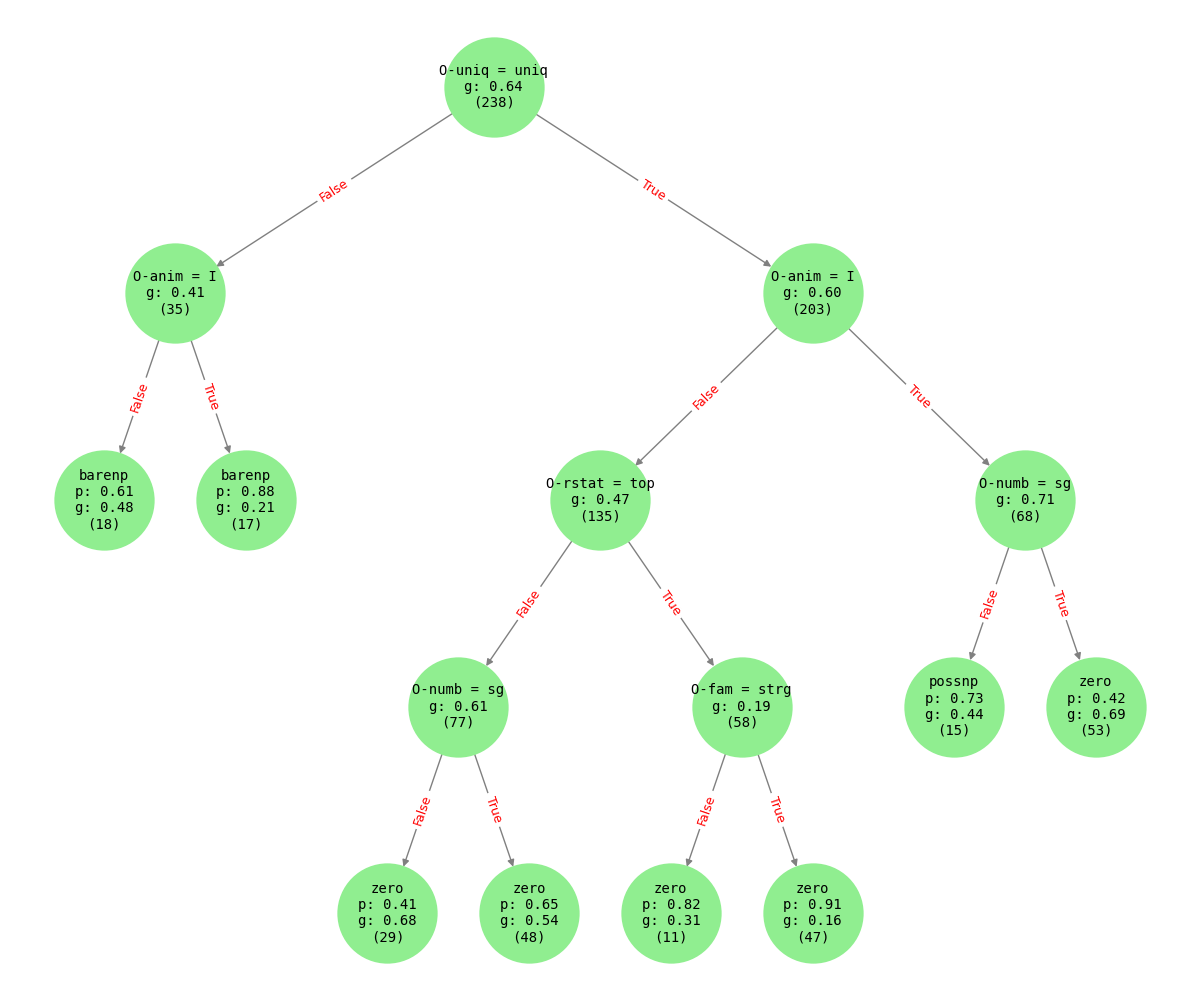 O-uniq = uniq
g: 0.64
(238)
False
True
O-anim = I
g: 0.41
(35)
O-anim = I
g: 0.60
(203)
False
True
False
True
barenp
p: 0.61
g: 0.48
(18)
barenp
p: 0.88
g: 0.21
(17)
O-rstat = top
g: 0.47
(135)
O-numb = sg
g: 0.71
(68)
False
True
False
True
O-numb = sg
g: 0.61
(77)
O-fam = strg
g: 0.19
(58)
possnp
p: 0.73
g: 0.44
(15)
zero
p: 0.42
g: 0.69
(53)
False
True
False
True
zero
p: 0.41
g: 0.68
(29)
zero
p: 0.65
g: 0.54
(48)
zero
p: 0.82
g: 0.31
(11)
zero
p: 0.91
g: 0.16
(47)